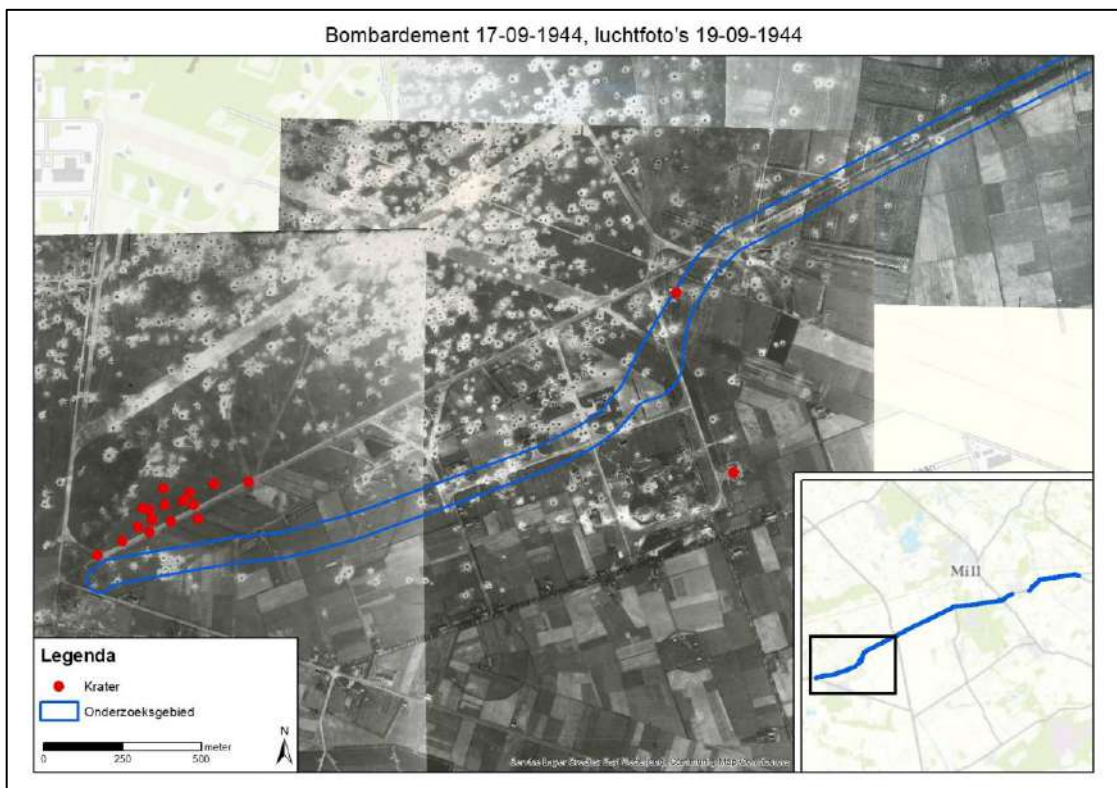 Bombardement 17-09-1944, luchtfoto's 19-09-1944
Mill
Legenda
Krater
Onderzoeksgebied
meter
0 250 500
N